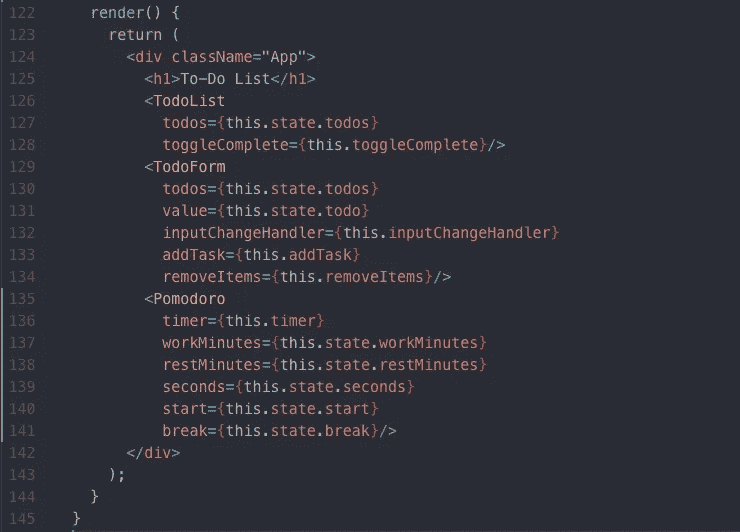 122 render() {
123 return (
124 <div className="App">
125 <h1>To-Do List</h1>
126 <TodoList
127 todos={this.state.todos}
128 toggleComplete={this.toggleComplete}/>
129 <TodoForm
130 todos={this.state.todos}
131 value={this.state.todo}
132 inputChangeHandler={this.inputChangeHandler}
133 addTask={this.addTask}
134 removeItems={this.removeItems}/>
135 <Pomodoro
136 timer={this.timer}
137 workMinutes={this.state.workMinutes}
138 restMinutes={this.state.restMinutes}
139 seconds={this.state.seconds}
140 start={this.state.start}
141 break={this.state.break}/>
142 </div>
143 );
144 }
145 }